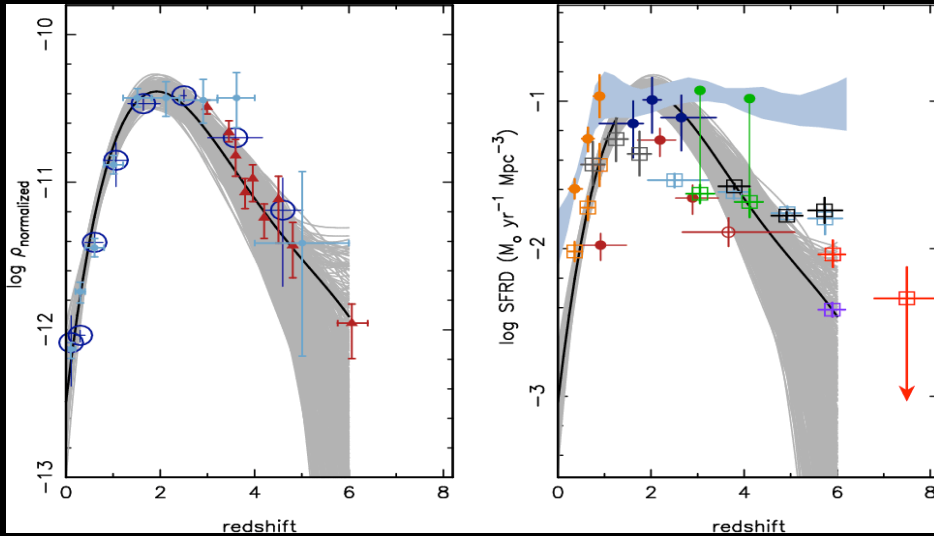 log ρnormalized
-10
-11
-12
-13
0 2 4 6 8
redshift
log SFRD (M⊙ yr⁻¹ Mpc⁻³)
-1
-2
-3
0 2 4 6 8
redshift